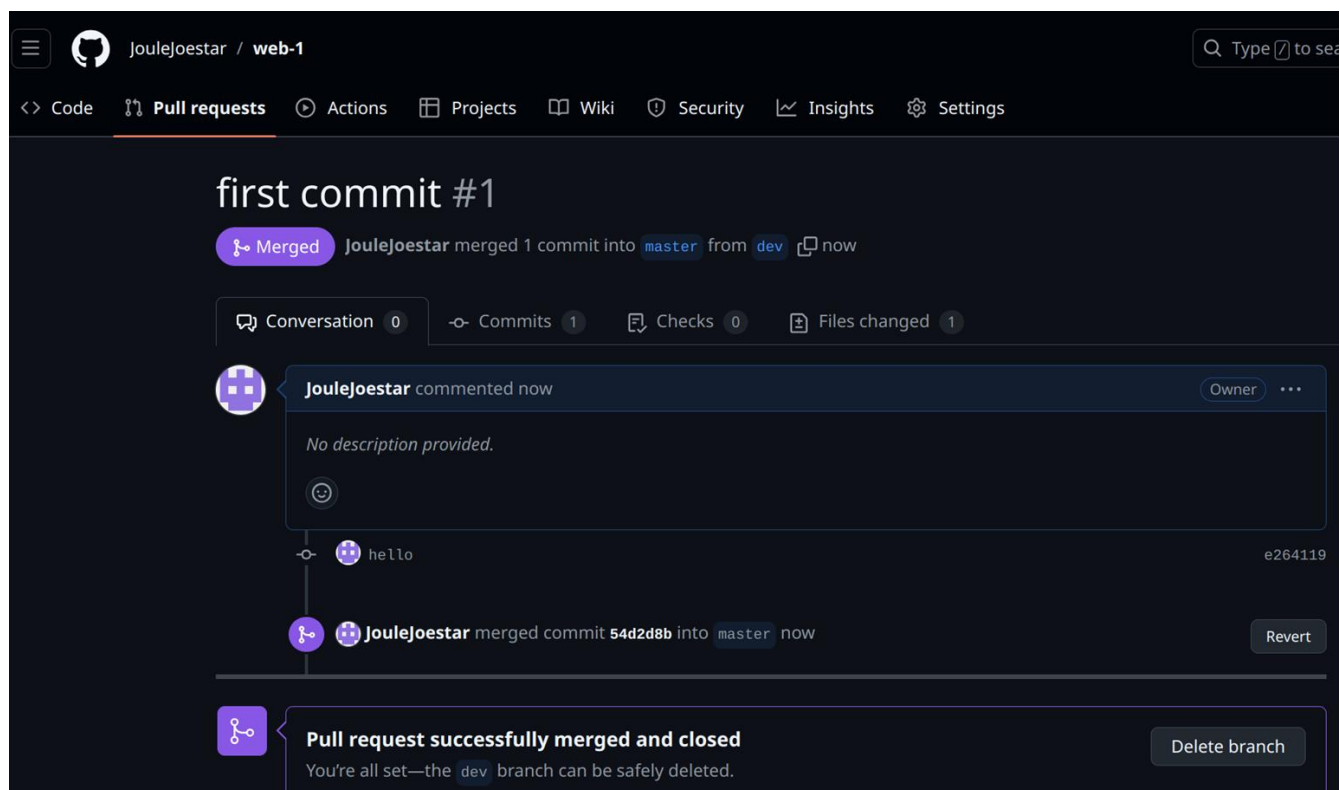 JouleJoestar / web-1
Type / to sea
Code Pull requests Actions Projects Wiki Security Insights Settings
first commit #1
Merged JouleJoestar merged 1 commit into master from dev now
Conversation 0 Commits 1 Checks 0 Files changed 1
JouleJoestar commented now Owner ...
No description provided.
hello e264119
JouleJoestar merged commit 54d2d8b into master now Revert
Pull request successfully merged and closed
Delete branch
You're all set—the dev branch can be safely deleted.